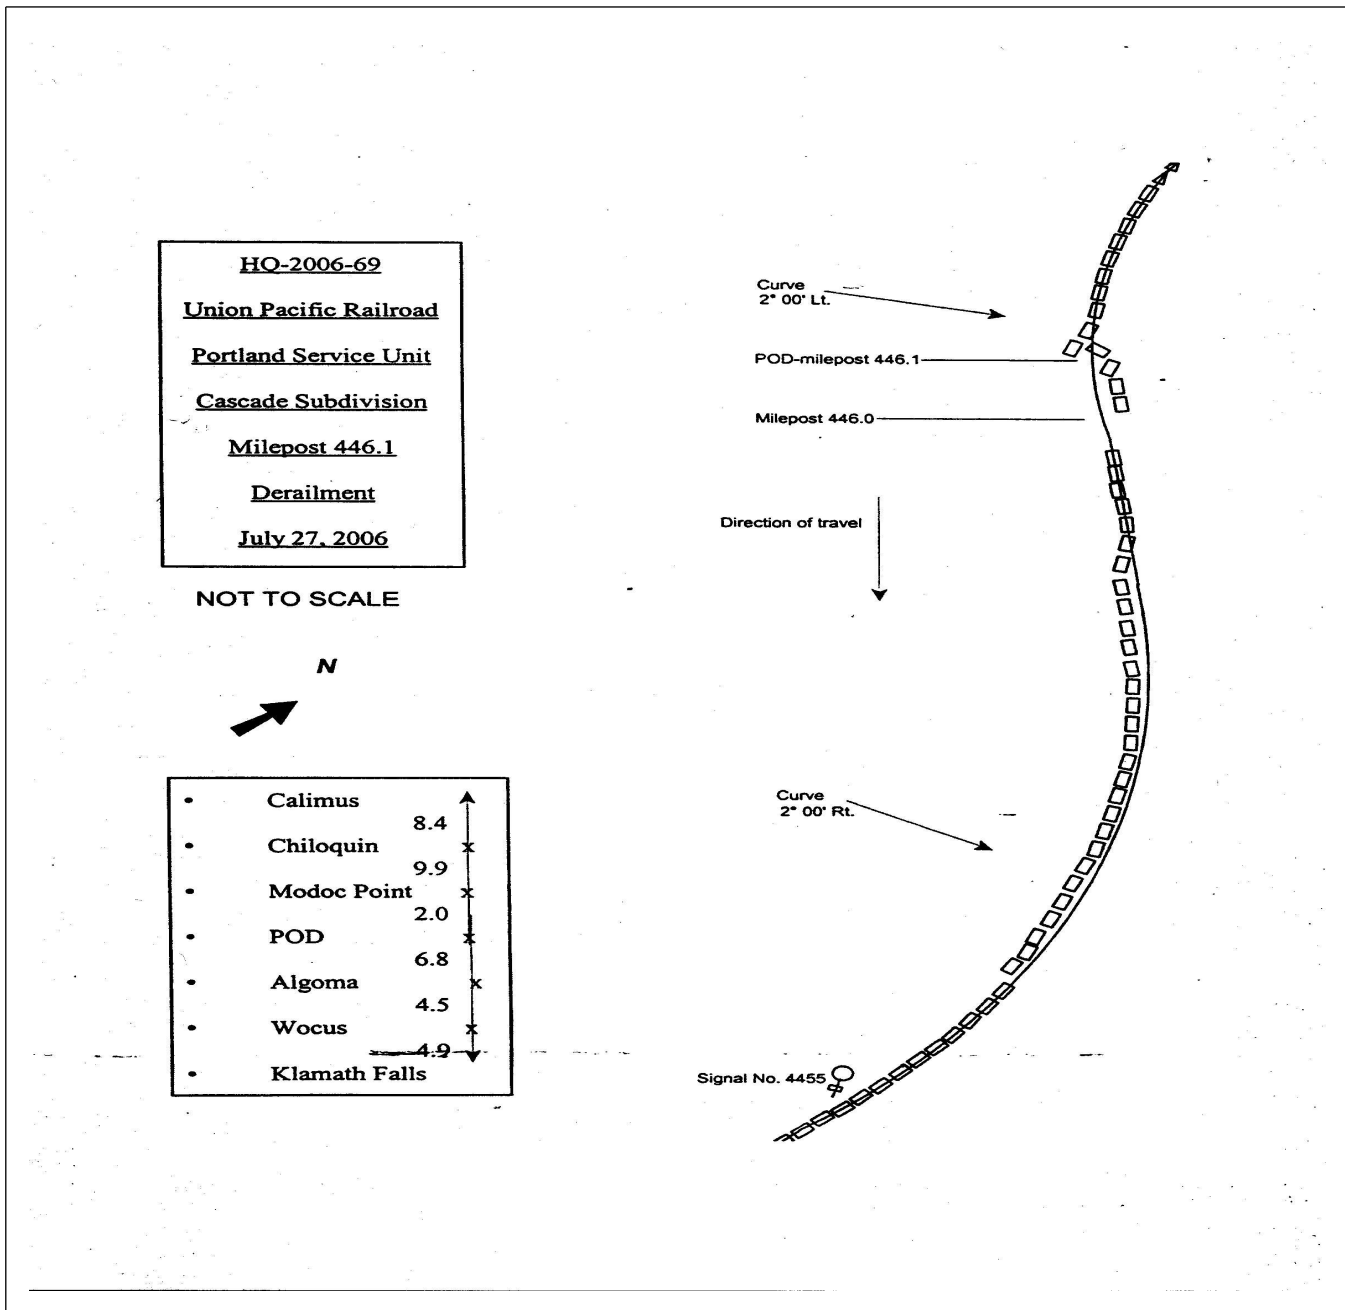 HQ-2006-69
Union Pacific Railroad
Portland Service Unit
Cascade Subdivision
Milepost 446.1
Derailment
July 27, 2006
NOT TO SCALE
N
Calimus
8.4
Chiloquin
9.9
Modoc Point
2.0
POD
6.8
Algoma
4.5
Wocus
4.9
Klamath Falls
Curve
2° 00' Lt.
POD-milepost 446.1
Milepost 446.0
Direction of travel
Curve
2° 00' Rt.
Signal No. 4455